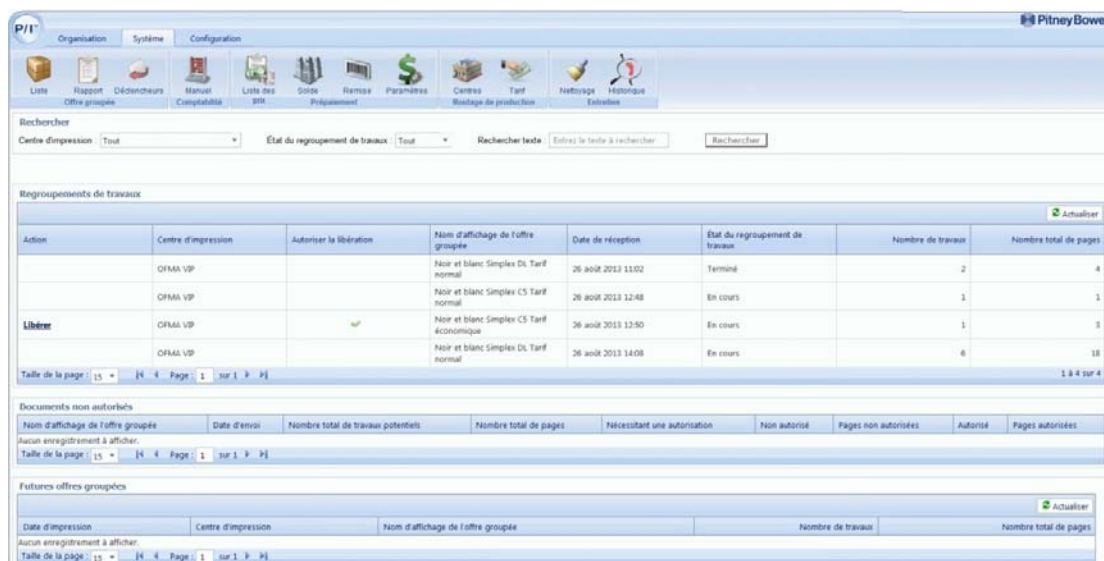 P/I™
Pitney Bowe
Organisation Système Configuration
Liste Rapport Déclencheurs Manuel Liste des prix Solde Remise Paramètres Centres Tarif Nettoyage Historique
Offre groupée Comptabilité Prépaiement Routage de production Entretien
Rechercher
Centre d'impression : Tout État du regroupement de travaux : Tout Rechercher texte : Entrez le texte à rechercher Rechercher
Regroupements de travaux
Actualiser
Action Centre d'impression Autoriser la libération Nom d'affichage de l'offre groupée Date de réception État du regroupement de travaux Nombre de travaux Nombre total de pages
OFMA VIP Noir et blanc Simplex DL Tarif normal 26 août 2013 11:02 Terminé 2 4
OFMA VIP Noir et blanc Simplex C5 Tarif normal 26 août 2013 12:48 En cours 1 1
Libérer OFMA VIP Noir et blanc Simplex C5 Tarif économique 26 août 2013 12:50 En cours 1 3
OFMA VIP Noir et blanc Simplex DL Tarif normal 26 août 2013 14:08 En cours 6 18
Taille de la page : 15 Page : 1 sur 1 1 à 4 sur 4
Documents non autorisés
Nom d'affichage de l'offre groupée Date d'envoi Nombre total de travaux potentiels Nombre total de pages Nécessitant une autorisation Non autorisé Pages non autorisées Autorisé Pages autorisées
Aucun enregistrement à afficher.
Taille de la page : 15 Page : 1 sur 1
Futures offres groupées
Actualiser
Date d'impression Centre d'impression Nom d'affichage de l'offre groupée Nombre de travaux Nombre total de pages
Aucun enregistrement à afficher.
Taille de la page : 15 Page : 1 sur 1